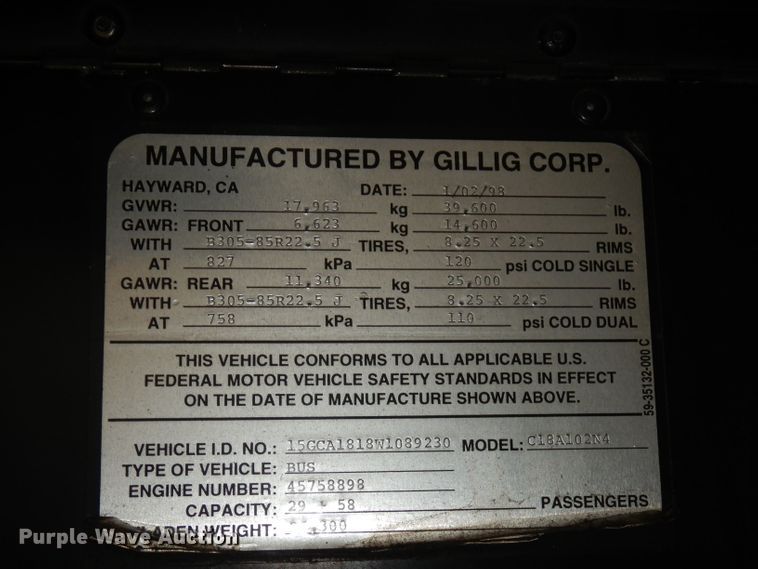 MANUFACTURED BY GILLIG CORP.
HAYWARD, CA DATE: 1/02/98
GVWR: 17,963 kg 39,600 lb.
GAWR: FRONT 6,623 kg 14,600 lb.
WITH B305-85R22.5 J TIRES, 8.25 X 22.5 RIMS
AT 827 kPa 120 psi COLD SINGLE
GAWR: REAR 11,340 kg 25,000 lb.
WITH B305-85R22.5 J TIRES, 8.25 X 22.5 RIMS
AT 758 kPa 110 psi COLD DUAL
THIS VEHICLE CONFORMS TO ALL APPLICABLE U.S.
FEDERAL MOTOR VEHICLE SAFETY STANDARDS IN EFFECT
ON THE DATE OF MANUFACTURE SHOWN ABOVE.
59-35132-000 C
VEHICLE I.D. NO.: 15GCA1818W1089230 MODEL: C18A102N4
TYPE OF VEHICLE: BUS
ENGINE NUMBER: 45758898
CAPACITY: 29 - 58 PASSENGERS
WEIGHT: 300
Purple Wave Auction